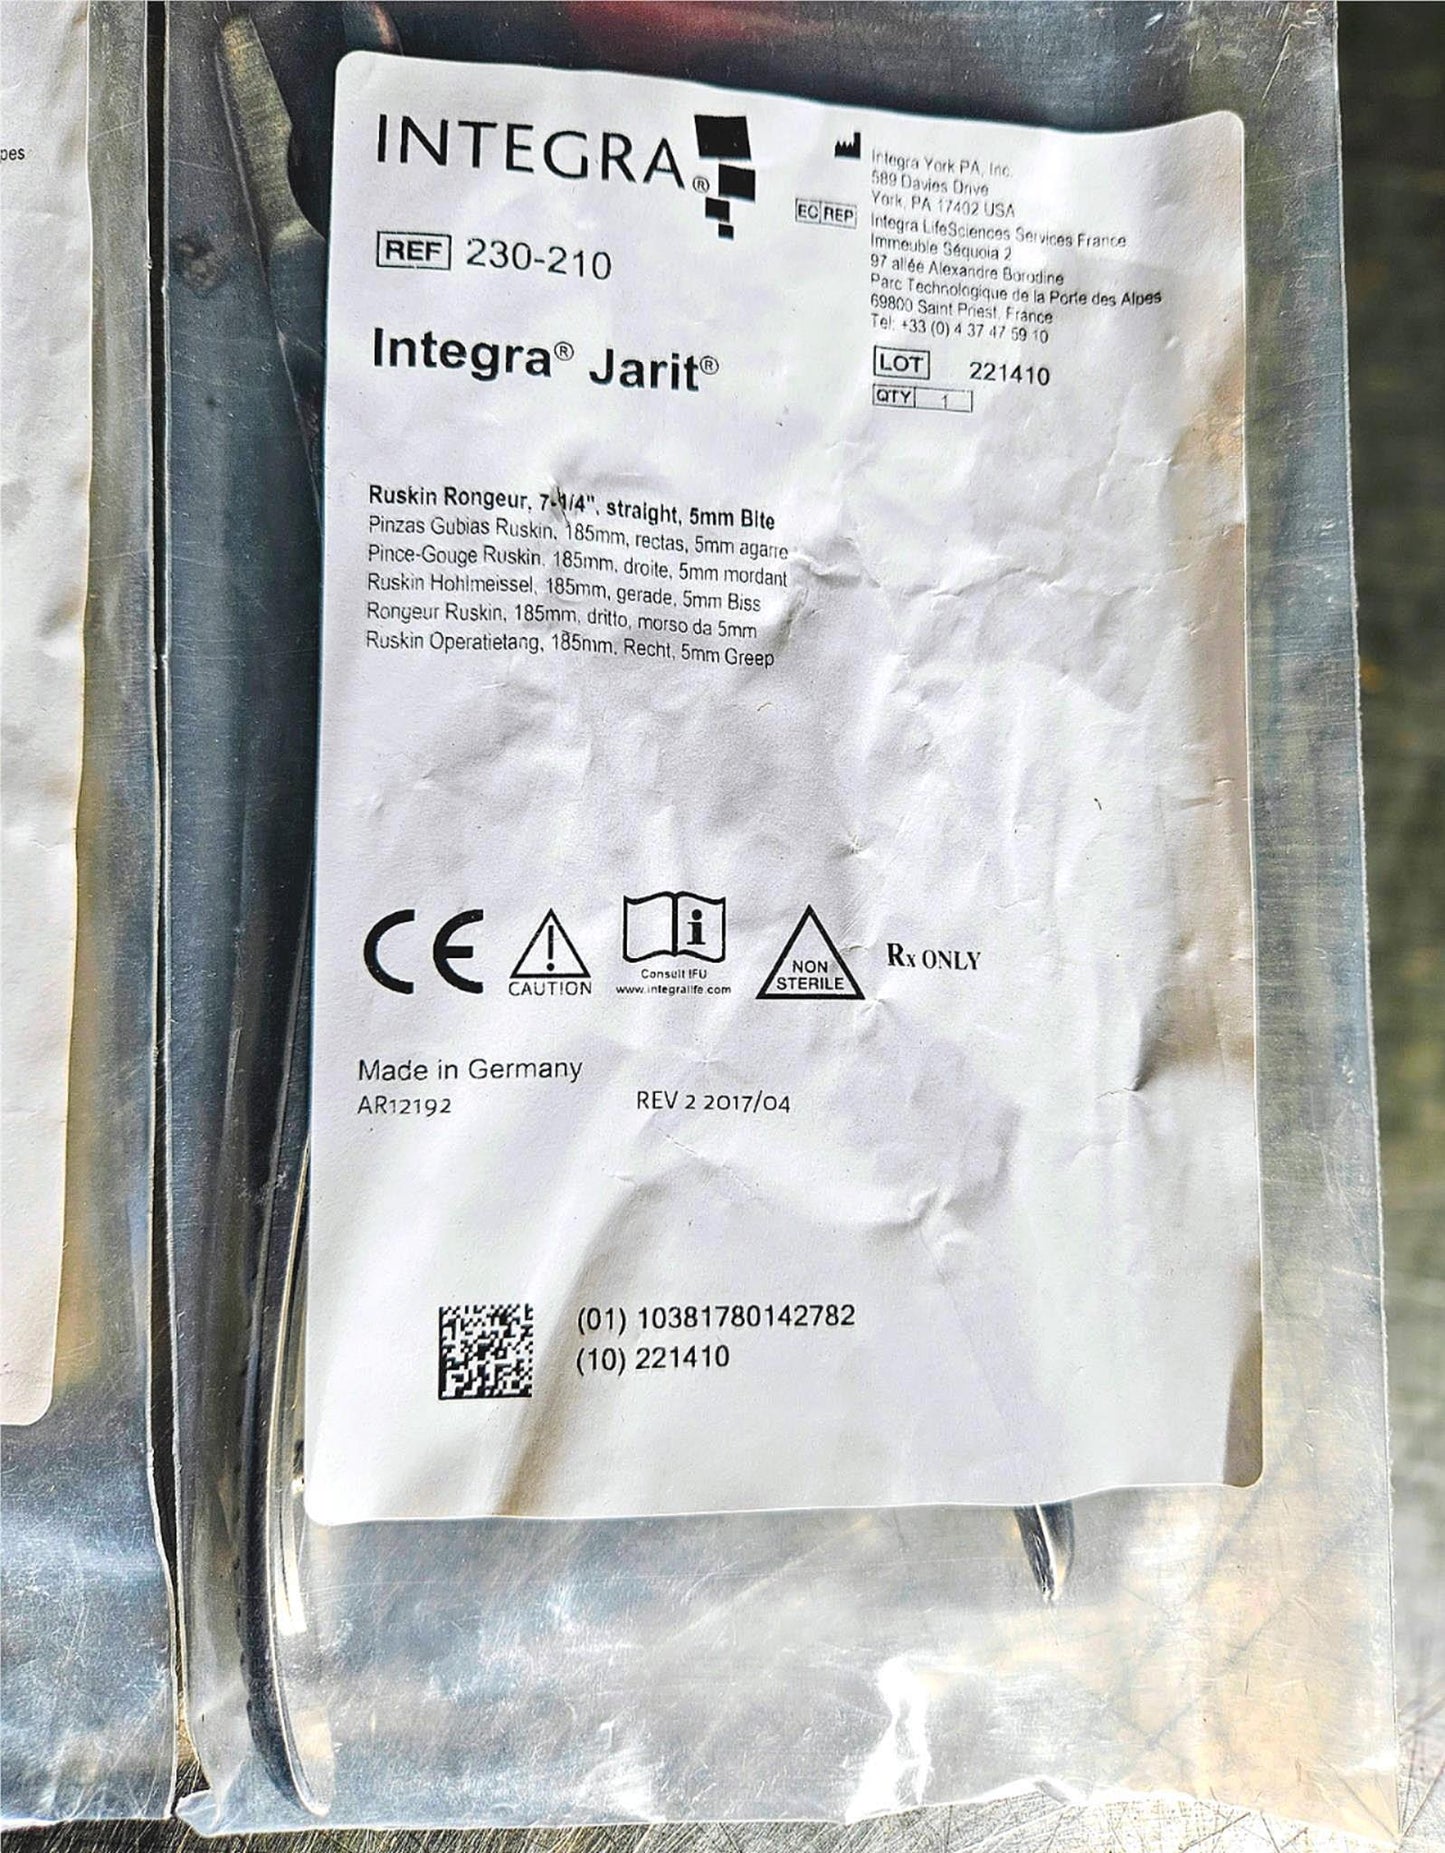 pes
INTEGRA®
REF 230-210
Integra® Jarit®
Integra York PA, Inc.
589 Davies Drive
York, PA 17402 USA
EC REP
Integra LifeSciences Services France
Immeuble Séquoia 2
97 allée Alexandre Borodine
Parc Technologique de la Porte des Alpes
69800 Saint Priest, France
Tel: +33 (0) 4 37 47 59 10
LOT 221410
QTY 1
Ruskin Rongeur, 7-1/4", straight, 5mm Bite
Pinzas Gubias Ruskin, 185mm, rectas, 5mm agarre
Pince-Gouge Ruskin, 185mm, droite, 5mm mordant
Ruskin Hohlmeissel, 185mm, gerade, 5mm Biss
Rongeur Ruskin, 185mm, dritto, morso da 5mm
Ruskin Operatietang, 185mm, Recht, 5mm Greep
CE
CAUTION
Consult IFU
www.integralife.com
NON
STERILE
Rx ONLY
Made in Germany
AR12192 REV 2 2017/04
(01) 10381780142782
(10) 221410